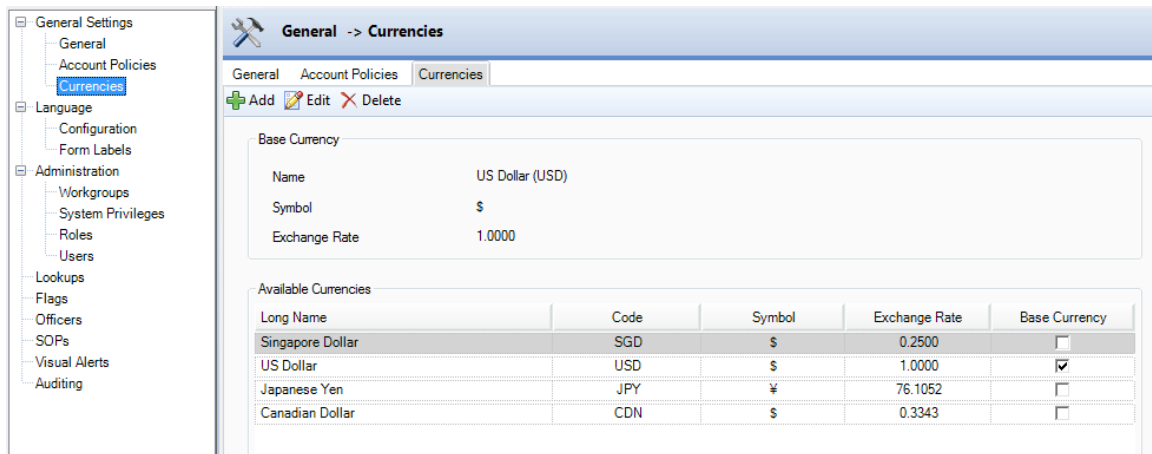 General Settings
General
Account Policies
Currencies
Language
Configuration
Form Labels
Administration
Workgroups
System Privileges
Roles
Users
Lookups
Flags
Officers
SOPs
Visual Alerts
Auditing
General -> Currencies
General Account Policies Currencies
Add Edit Delete
Base Currency
Name US Dollar (USD)
Symbol $
Exchange Rate 1.0000
Available Currencies
Long Name Code Symbol Exchange Rate Base Currency
Singapore Dollar SGD $ 0.2500
US Dollar USD $ 1.0000
Japanese Yen JPY ¥ 76.1052
Canadian Dollar CDN $ 0.3343